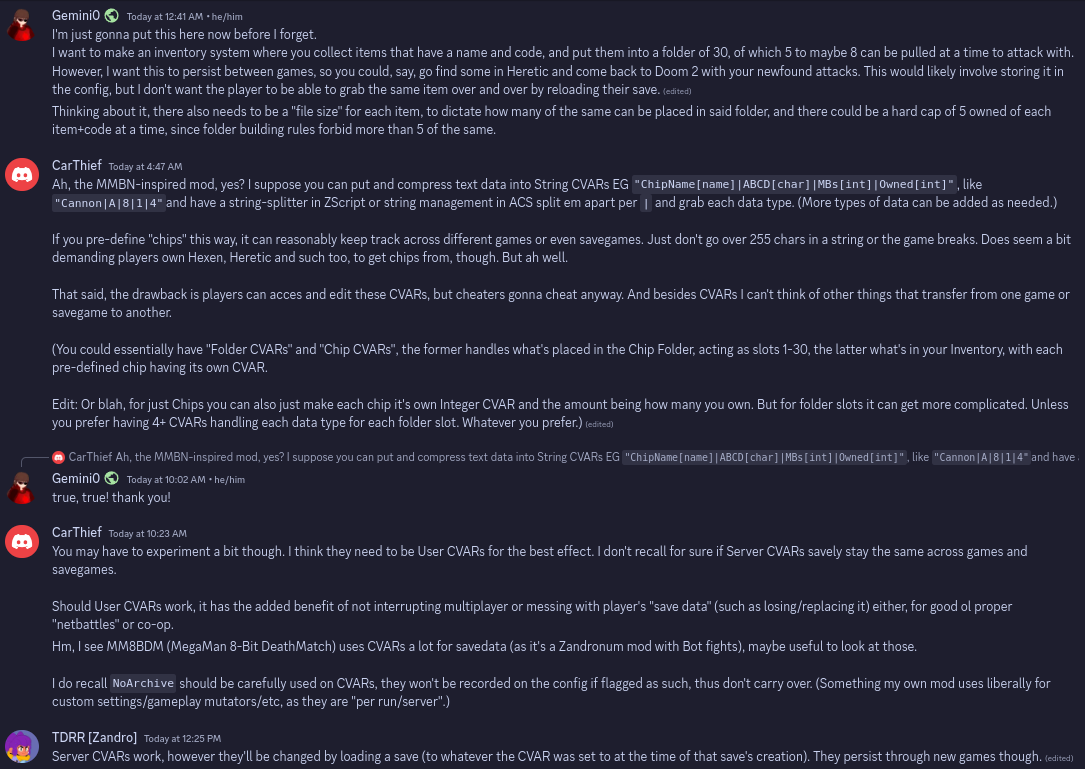 Gemini0 Today at 12:41 AM • he/him
I'm just gonna put this here now before I forget.
I want to make an inventory system where you collect items that have a name and code, and put them into a folder of 30, of which 5 to maybe 8 can be pulled at a time to attack with.
However, I want this to persist between games, so you could, say, go find some in Heretic and come back to Doom 2 with your newfound attacks. This would likely involve storing it in
the config, but I don't want the player to be able to grab the same item over and over by reloading their save. (edited)
Thinking about it, there also needs to be a "file size" for each item, to dictate how many of the same can be placed in said folder, and there could be a hard cap of 5 owned of each
item+code at a time, since folder building rules forbid more than 5 of the same.
CarThief Today at 4:47 AM
Ah, the MMBN-inspired mod, yes? I suppose you can put and compress text data into String CVARs EG "ChipName[name]|ABCD[char]|MBs[int]|Owned[int]", like
"Cannon|A|8|1|4" and have a string-splitter in ZScript or string management in ACS split em apart per | and grab each data type. (More types of data can be added as needed.)
If you pre-define "chips" this way, it can reasonably keep track across different games or even savegames. Just don't go over 255 chars in a string or the game breaks. Does seem a bit
demanding players own Hexen, Heretic and such too, to get chips from, though. But ah well.
That said, the drawback is players can acces and edit these CVARs, but cheaters gonna cheat anyway. And besides CVARs I can't think of other things that transfer from one game or
savegame to another.
(You could essentially have "Folder CVARs" and "Chip CVARs", the former handles what's placed in the Chip Folder, acting as slots 1-30, the latter what's in your Inventory, with each
pre-defined chip having its own CVAR.
Edit: Or blah, for just Chips you can also just make each chip it's own Integer CVAR and the amount being how many you own. But for folder slots it can get more complicated. Unless
you prefer having 4+ CVARs handling each data type for each folder slot. Whatever you prefer.) (edited)
CarThief Ah, the MMBN-inspired mod, yes? I suppose you can put and compress text data into String CVARs EG "ChipName[name]|ABCD[char]|MBs[int]|Owned[int]", like "Cannon|A|8|1|4" and have
Gemini0 Today at 10:02 AM • he/him
true, true! thank you!
CarThief Today at 10:23 AM
You may have to experiment a bit though. I think they need to be User CVARs for the best effect. I don't recall for sure if Server CVARs savely stay the same across games and
savegames.
Should User CVARs work, it has the added benefit of not interrupting multiplayer or messing with player's "save data" (such as losing/replacing it) either, for good ol proper
"netbattles" or co-op.
Hm, I see MM8BDM (MegaMan 8-Bit DeathMatch) uses CVARs a lot for savedata (as it's a Zandronum mod with Bot fights), maybe useful to look at those.
I do recall NoArchive should be carefully used on CVARs, they won't be recorded on the config if flagged as such, thus don't carry over. (Something my own mod uses liberally for
custom settings/gameplay mutators/etc, as they are "per run/server".)
TDRR [Zandro] Today at 12:25 PM
Server CVARs work, however they'll be changed by loading a save (to whatever the CVAR was set to at the time of that save's creation). They persist through new games though. (edited)